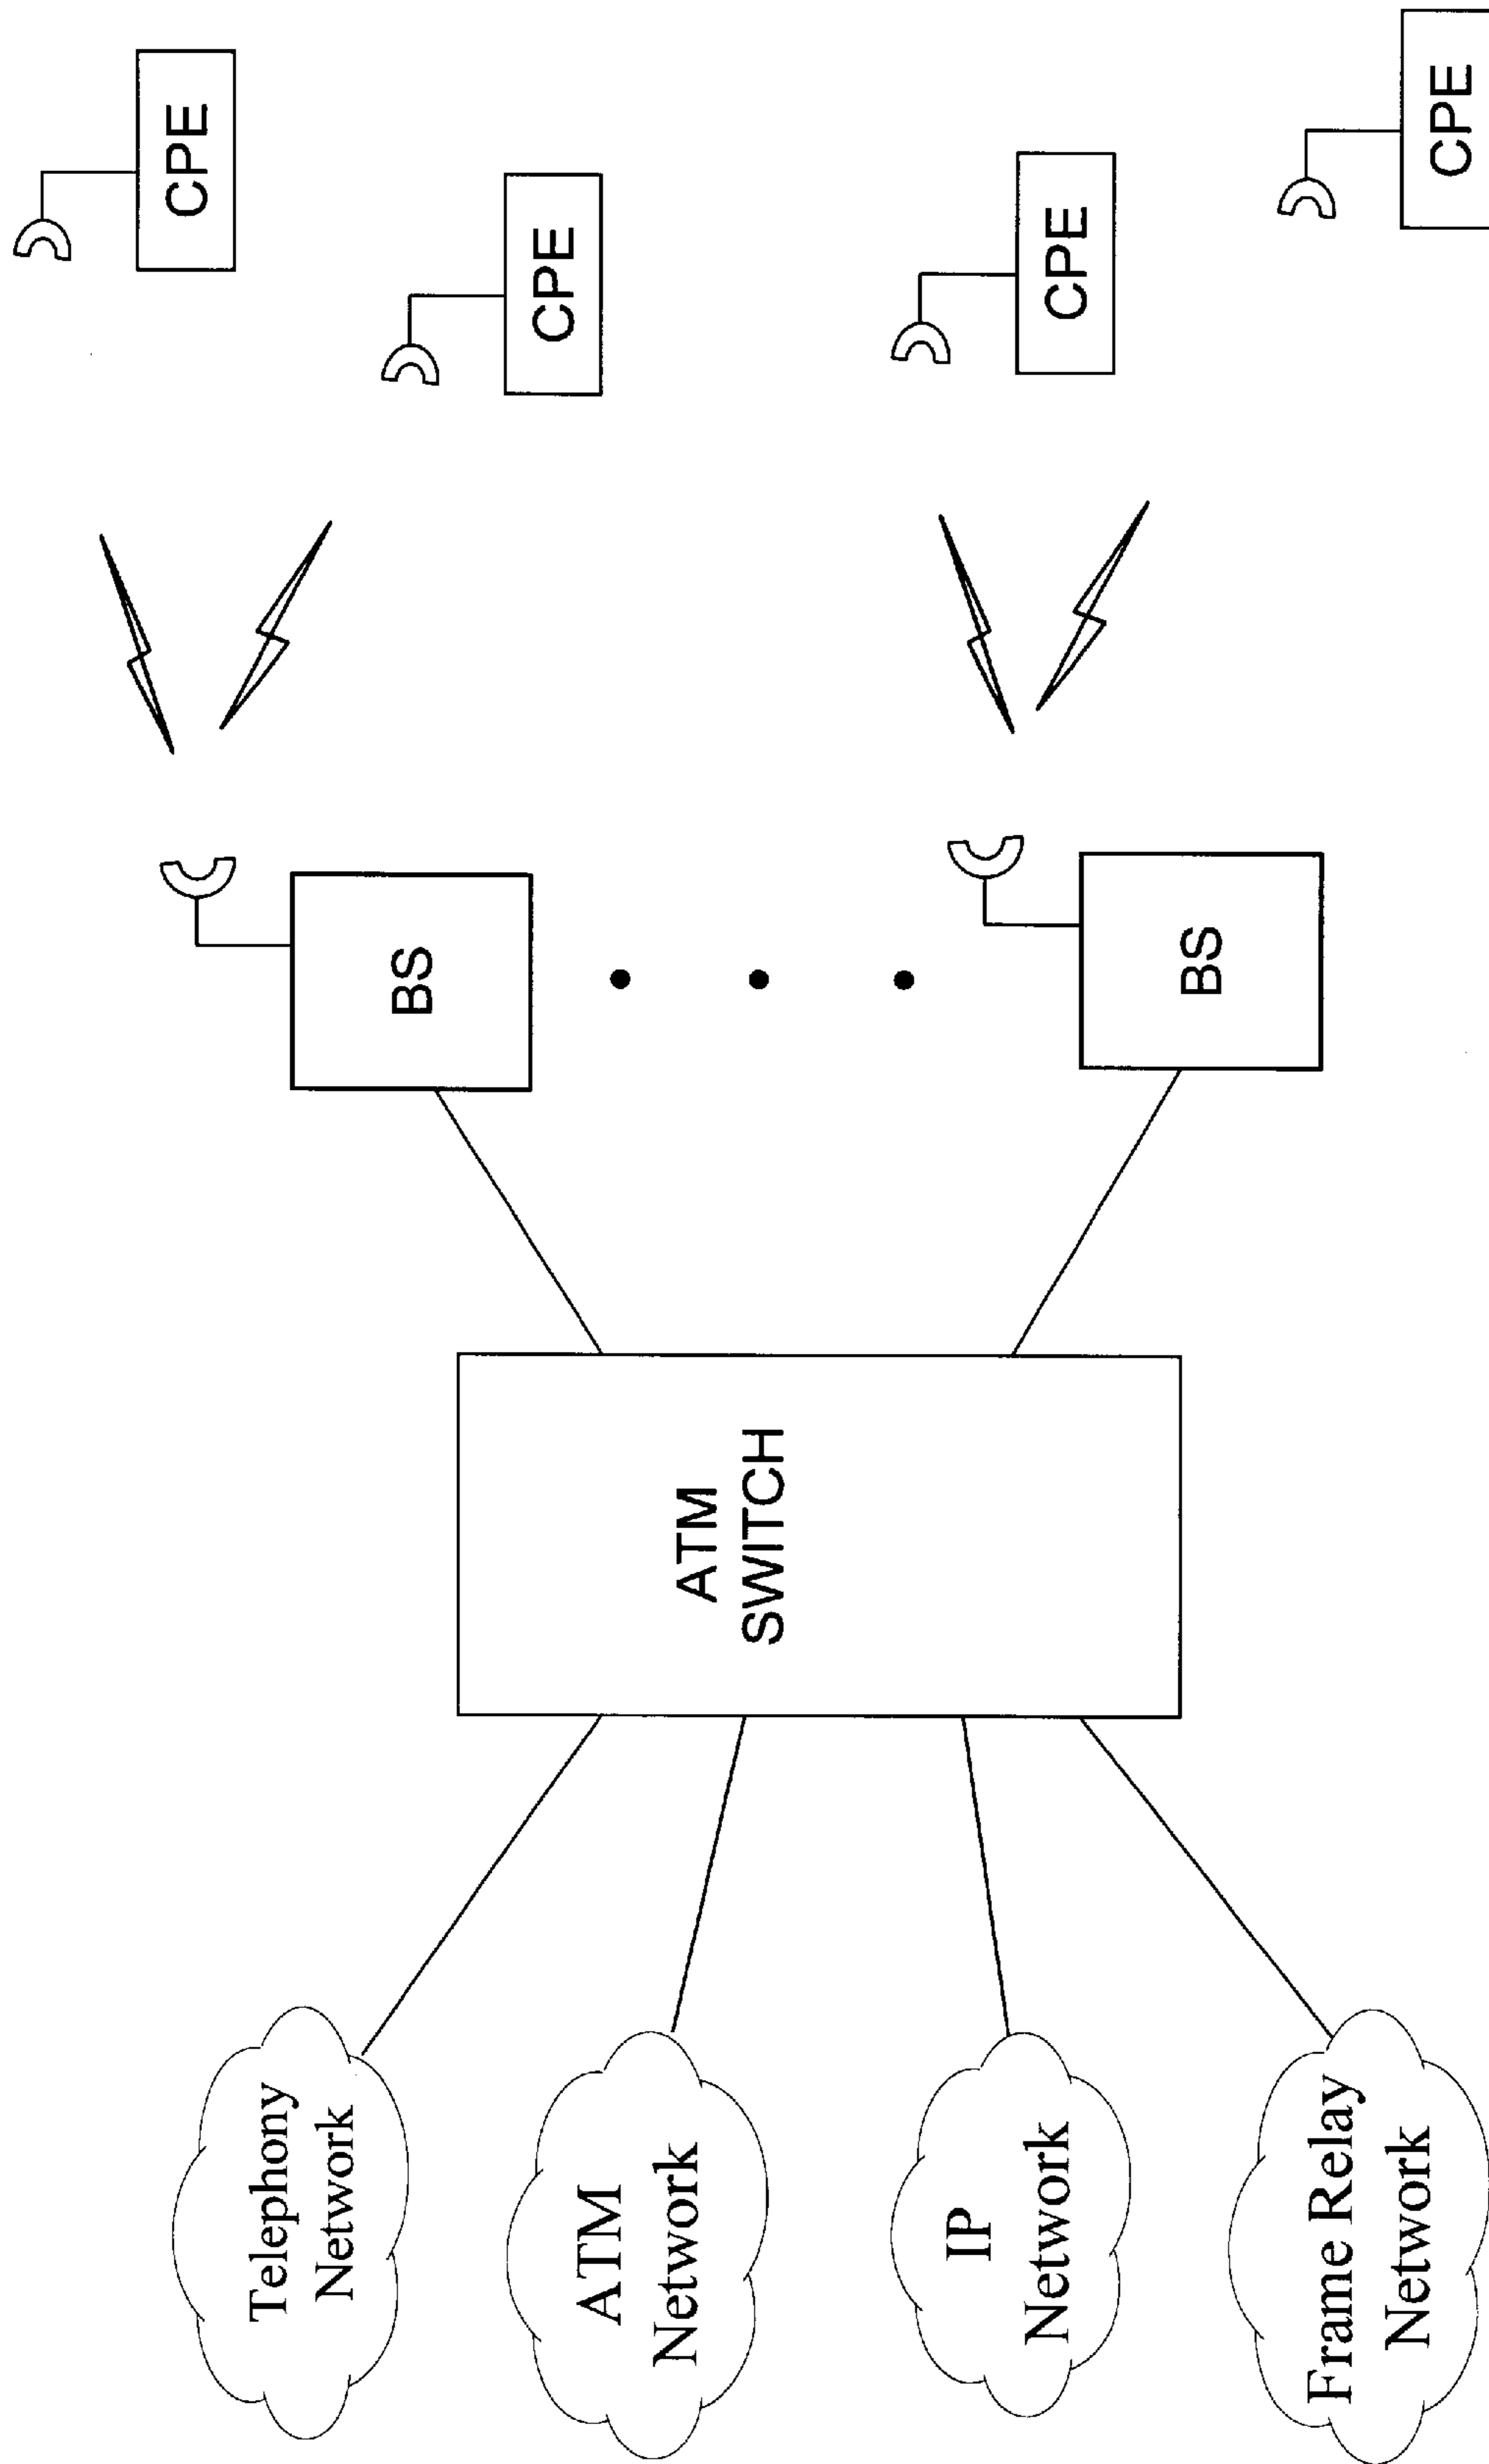 Telephony
Network
ATM
Network
IP
Network
Frame Relay
Network
ATM
SWITCH
BS
BS
CPE
CPE
CPE
CPE